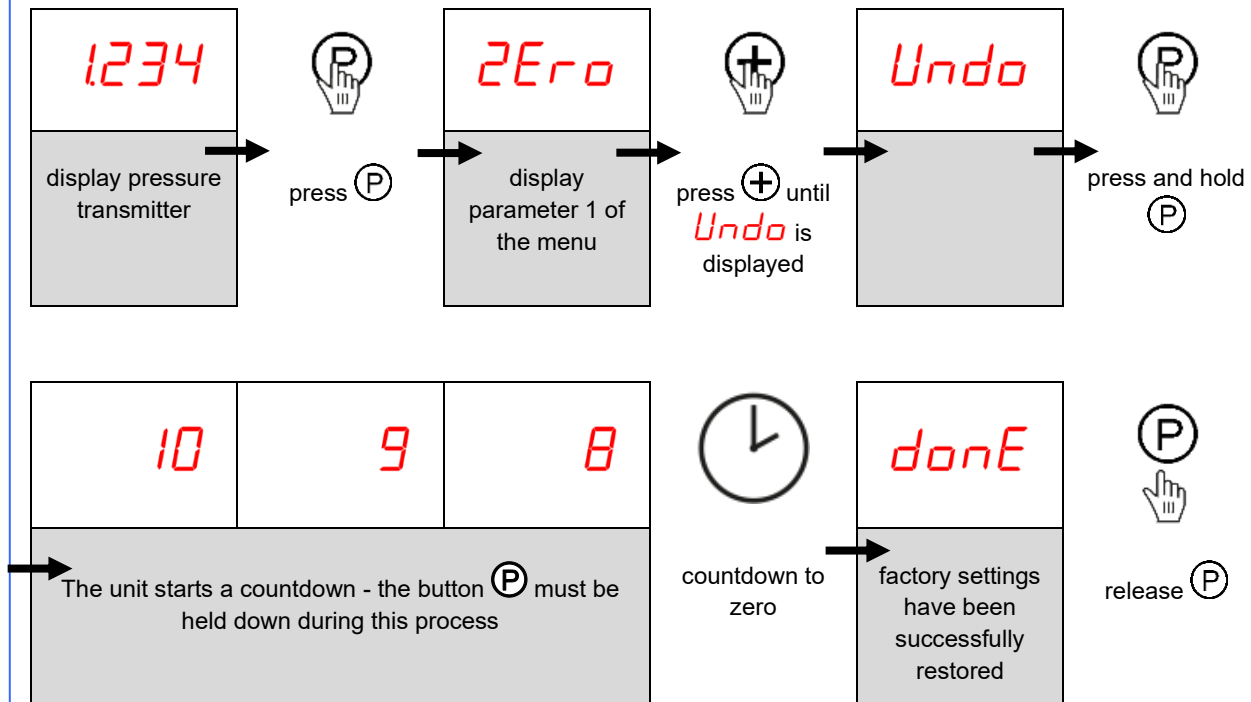 1.234
P
2Ero
+
Undo
P
display pressure
transmitter
press P
display
parameter 1 of
the menu
press + until
Undo is
displayed
press and hold
P
10
9
8
donE
P
The unit starts a countdown - the button P must be
held down during this process
countdown to
zero
factory settings
have been
successfully
restored
release P